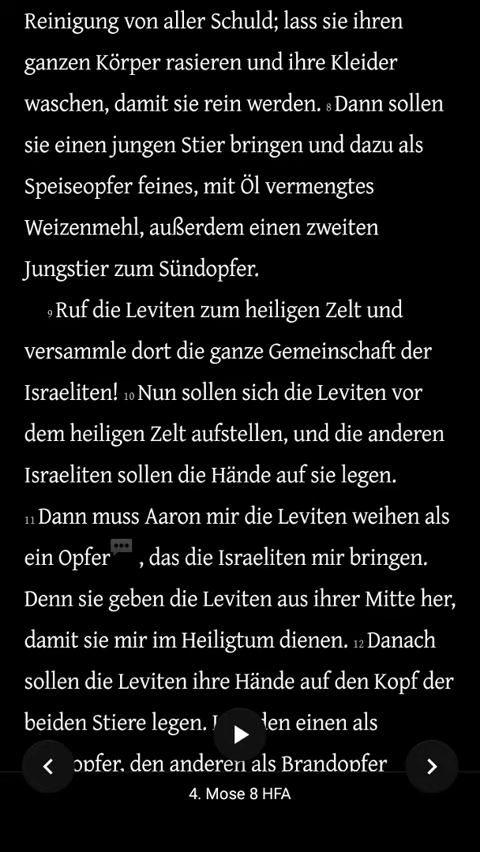 Reinigung von aller Schuld; lass sie ihren
ganzen Körper rasieren und ihre Kleider
waschen, damit sie rein werden. 8 Dann sollen
sie einen jungen Stier bringen und dazu als
Speiseopfer feines, mit Öl vermengtes
Weizenmehl, außerdem einen zweiten
Jungstier zum Sündopfer.
9 Ruf die Leviten zum heiligen Zelt und
versammle dort die ganze Gemeinschaft der
Israeliten! 10 Nun sollen sich die Leviten vor
dem heiligen Zelt aufstellen, und die anderen
Israeliten sollen die Hände auf sie legen.
11 Dann muss Aaron mir die Leviten weihen als
ein Opfer , das die Israeliten mir bringen.
Denn sie geben die Leviten aus ihrer Mitte her,
damit sie mir im Heiligtum dienen. 12 Danach
sollen die Leviten ihre Hände auf den Kopf der
beiden Stiere legen. den einen als
opfer, den anderen als Brandopfer
4. Mose 8 HFA